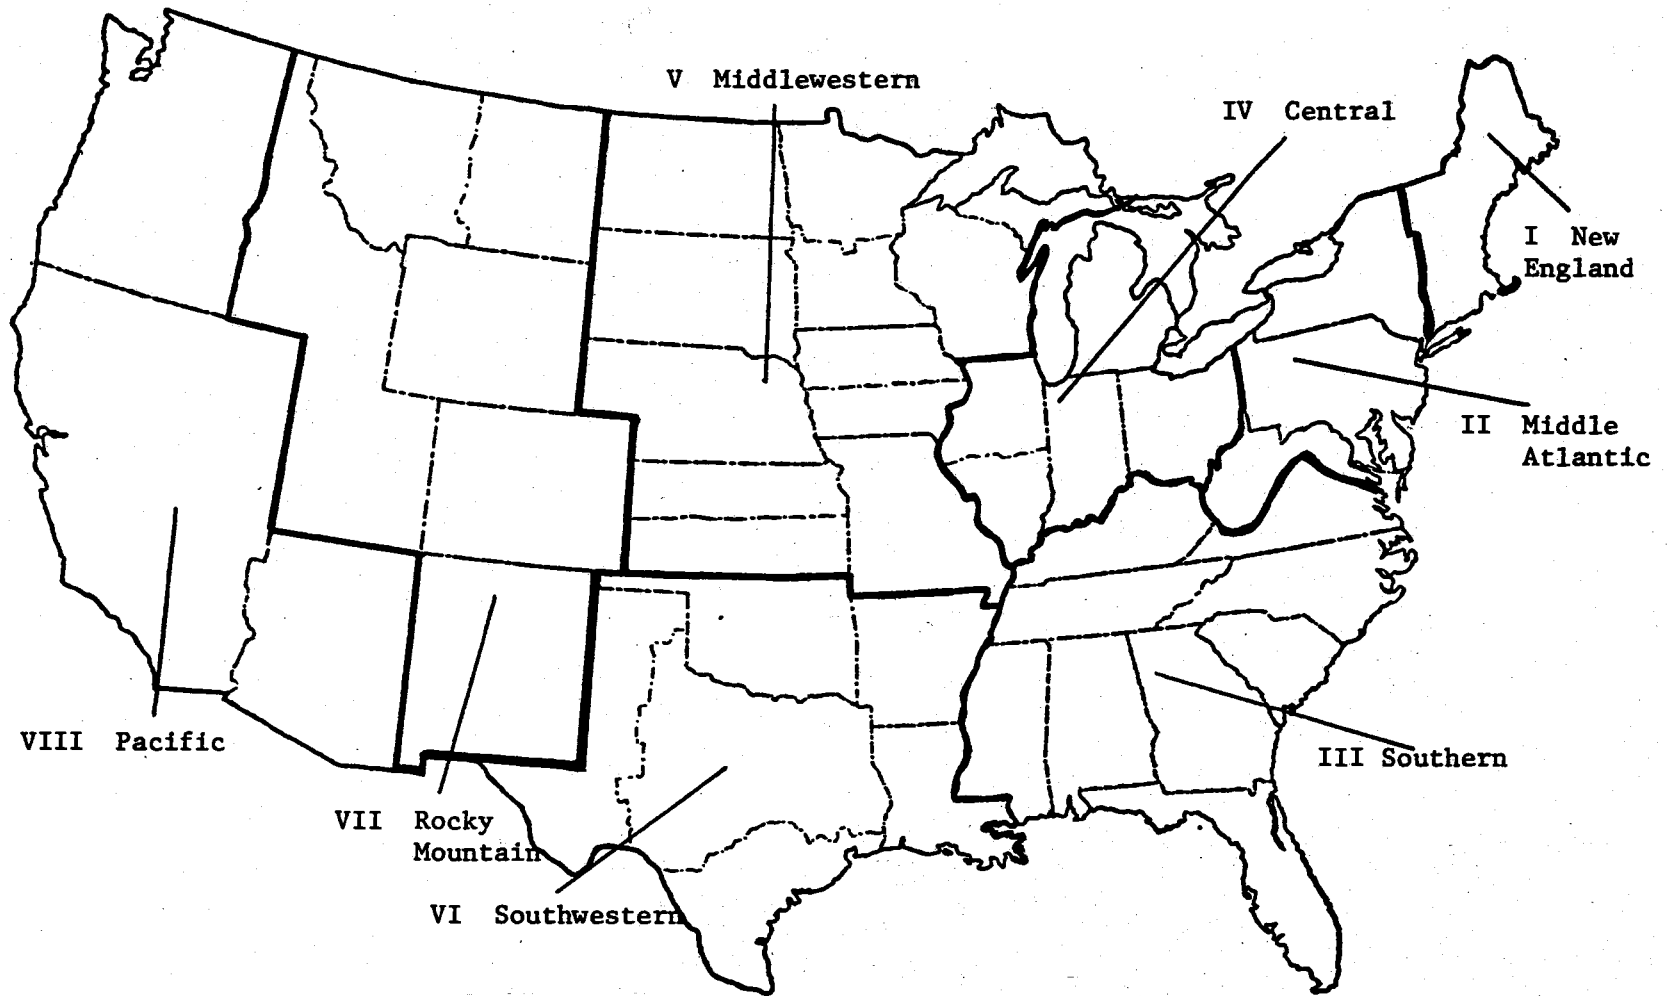 V Middlewestern
IV Central
I New
England
II Middle
Atlantic
VIII Pacific
III Southern
VII Rocky
Mountain
VI Southwestern